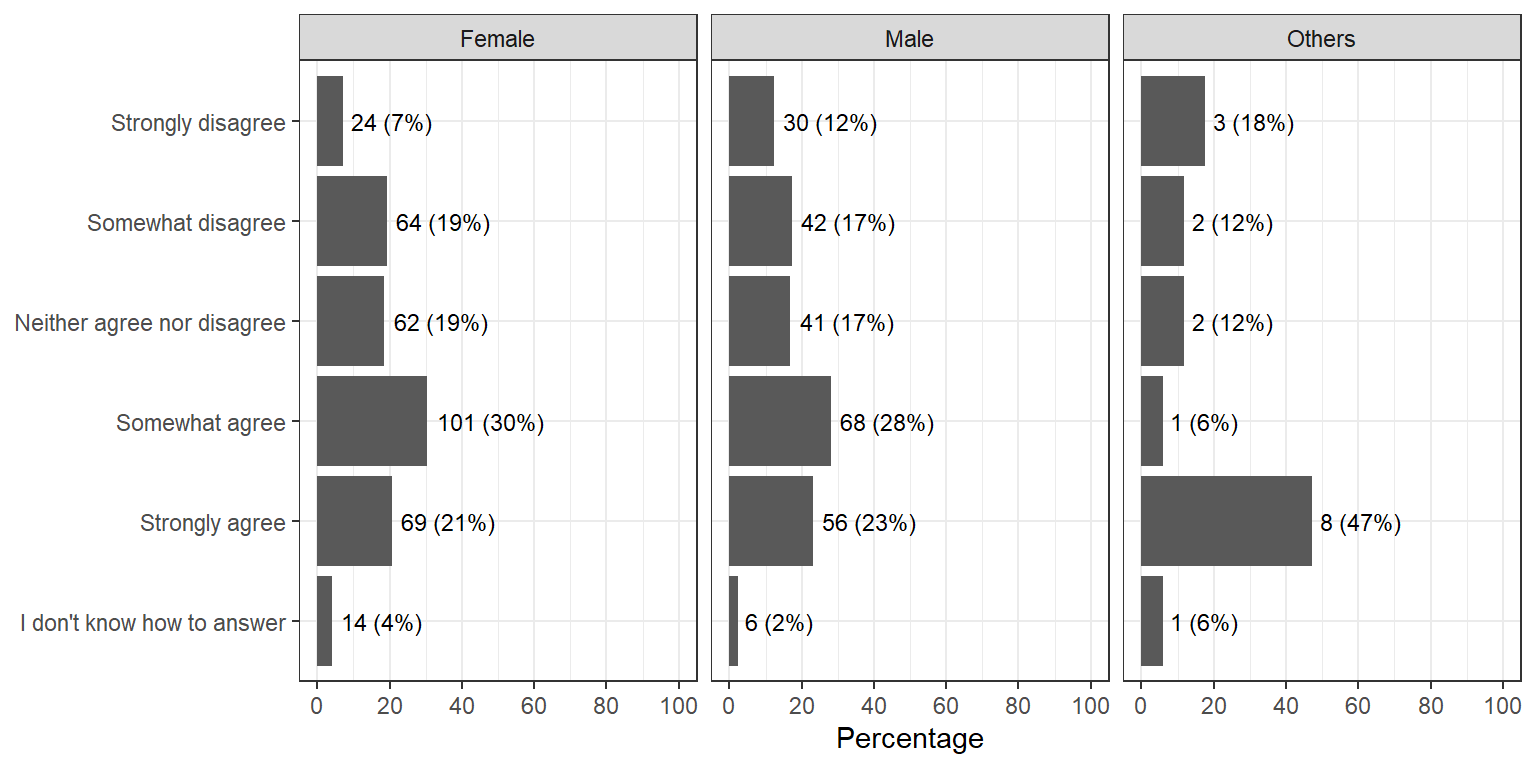 Female Male Others
Strongly disagree 24 (7%) 30 (12%) 3 (18%)
Somewhat disagree 64 (19%) 42 (17%) 2 (12%)
Neither agree nor disagree 62 (19%) 41 (17%) 2 (12%)
Somewhat agree 101 (30%) 68 (28%) 1 (6%)
Strongly agree 69 (21%) 56 (23%) 8 (47%)
I don't know how to answer 14 (4%) 6 (2%) 1 (6%)
0 20 40 60 80 100 0 20 40 60 80 100 0 20 40 60 80 100
Percentage